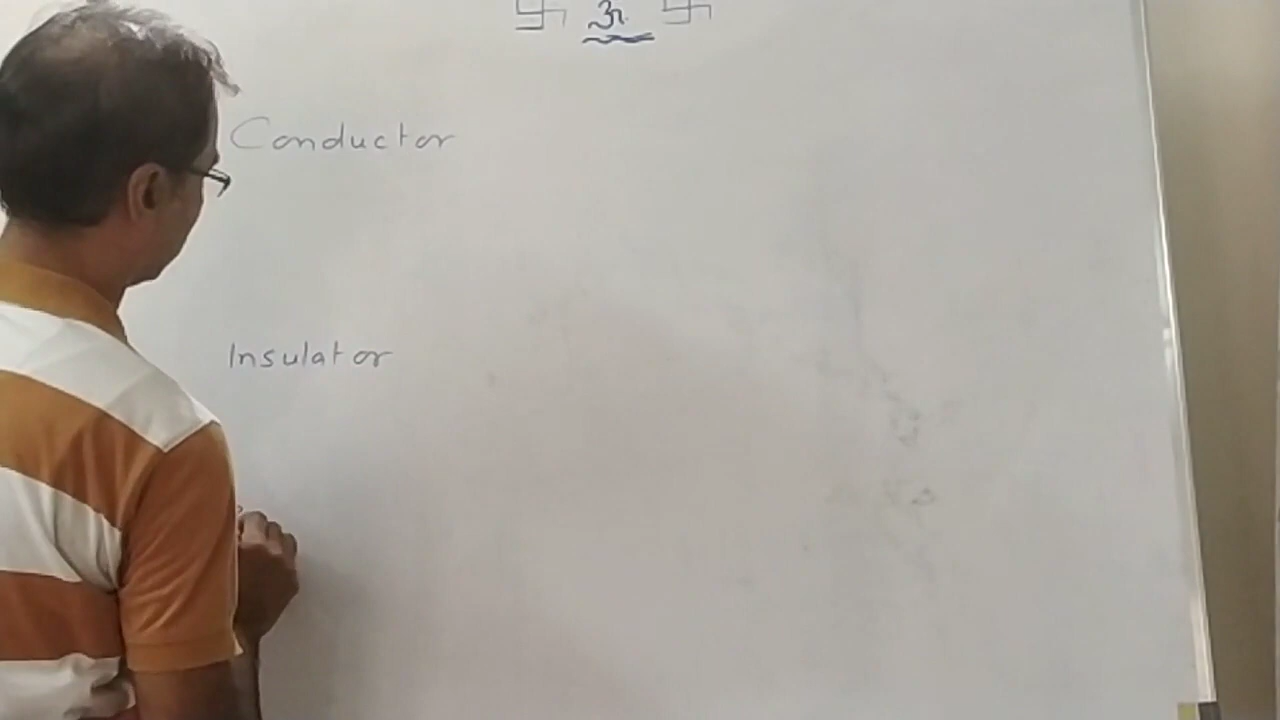 卐 ॐ 卐
Conductor
Insulator